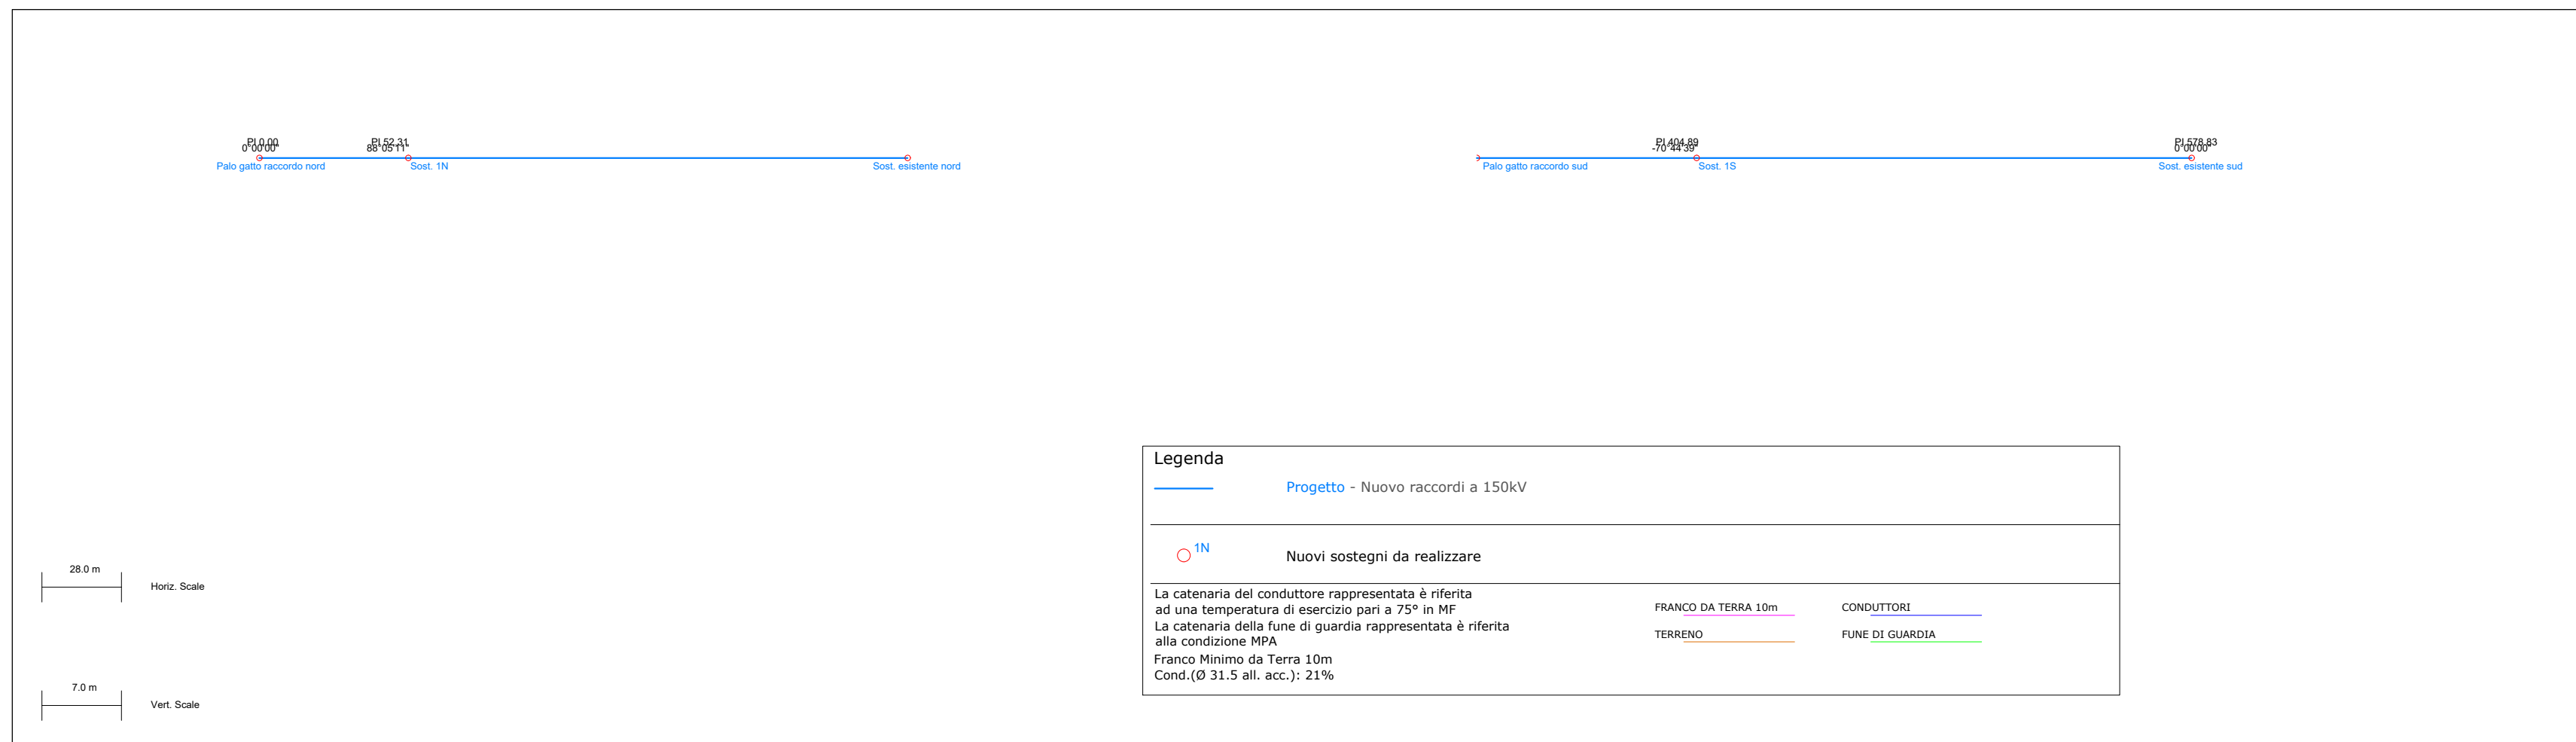 PI 0.00
0°00'00"
Palo gatto raccordo nord
PI 52.31
88°05'11"
Sost. 1N
Sost. esistente nord
Palo gatto raccordo sud
PI 404.89
-70°44'39"
Sost. 1S
PI 578.83
0°00'00"
Sost. esistente sud
Legenda
Progetto - Nuovo raccordi a 150kV
1N
Nuovi sostegni da realizzare
La catenaria del conduttore rappresentata è riferita
ad una temperatura di esercizio pari a 75° in MF
La catenaria della fune di guardia rappresentata è riferita
alla condizione MPA
Franco Minimo da Terra 10m
Cond.(Ø 31.5 all. acc.): 21%
FRANCO DA TERRA 10m
CONDUTTORI
TERRENO
FUNE DI GUARDIA
28.0 m
Horiz. Scale
7.0 m
Vert. Scale